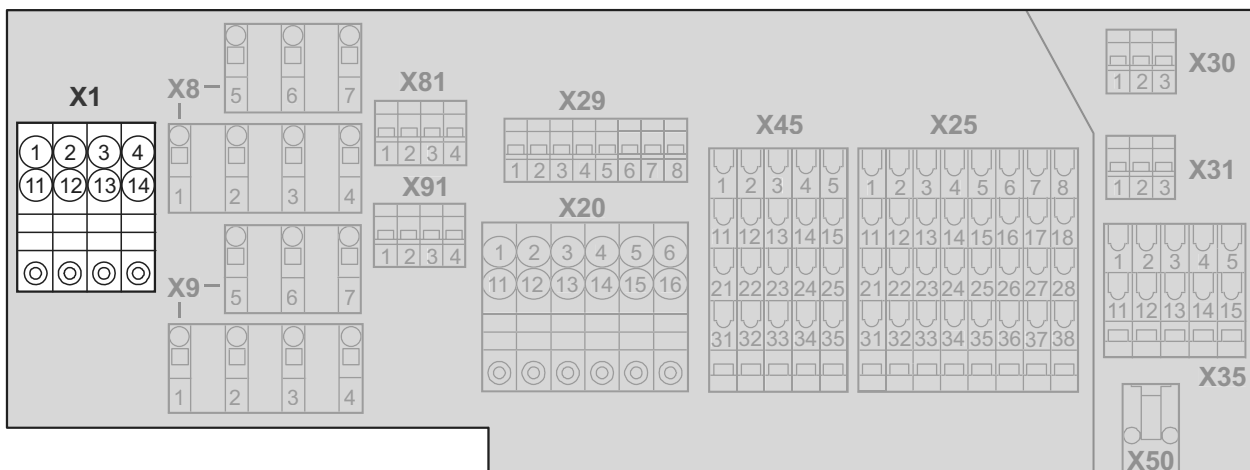 X1
1 2 3 4
11 12 13 14
X8
5 6 7
1 2 3 4
X9
5 6 7
1 2 3 4
X81
1 2 3 4
X91
1 2 3 4
X29
1 2 3 4 5 6 7 8
X20
1 2 3 4 5 6
11 12 13 14 15 16
X45
1 2 3 4 5
11 12 13 14 15
21 22 23 24 25
31 32 33 34 35
X25
1 2 3 4 5 6 7 8
11 12 13 14 15 16 17 18
21 22 23 24 25 26 27 28
31 32 33 34 35 36 37 38
X30
1 2 3
X31
1 2 3
1 2 3 4 5
11 12 13 14 15
X35
X50